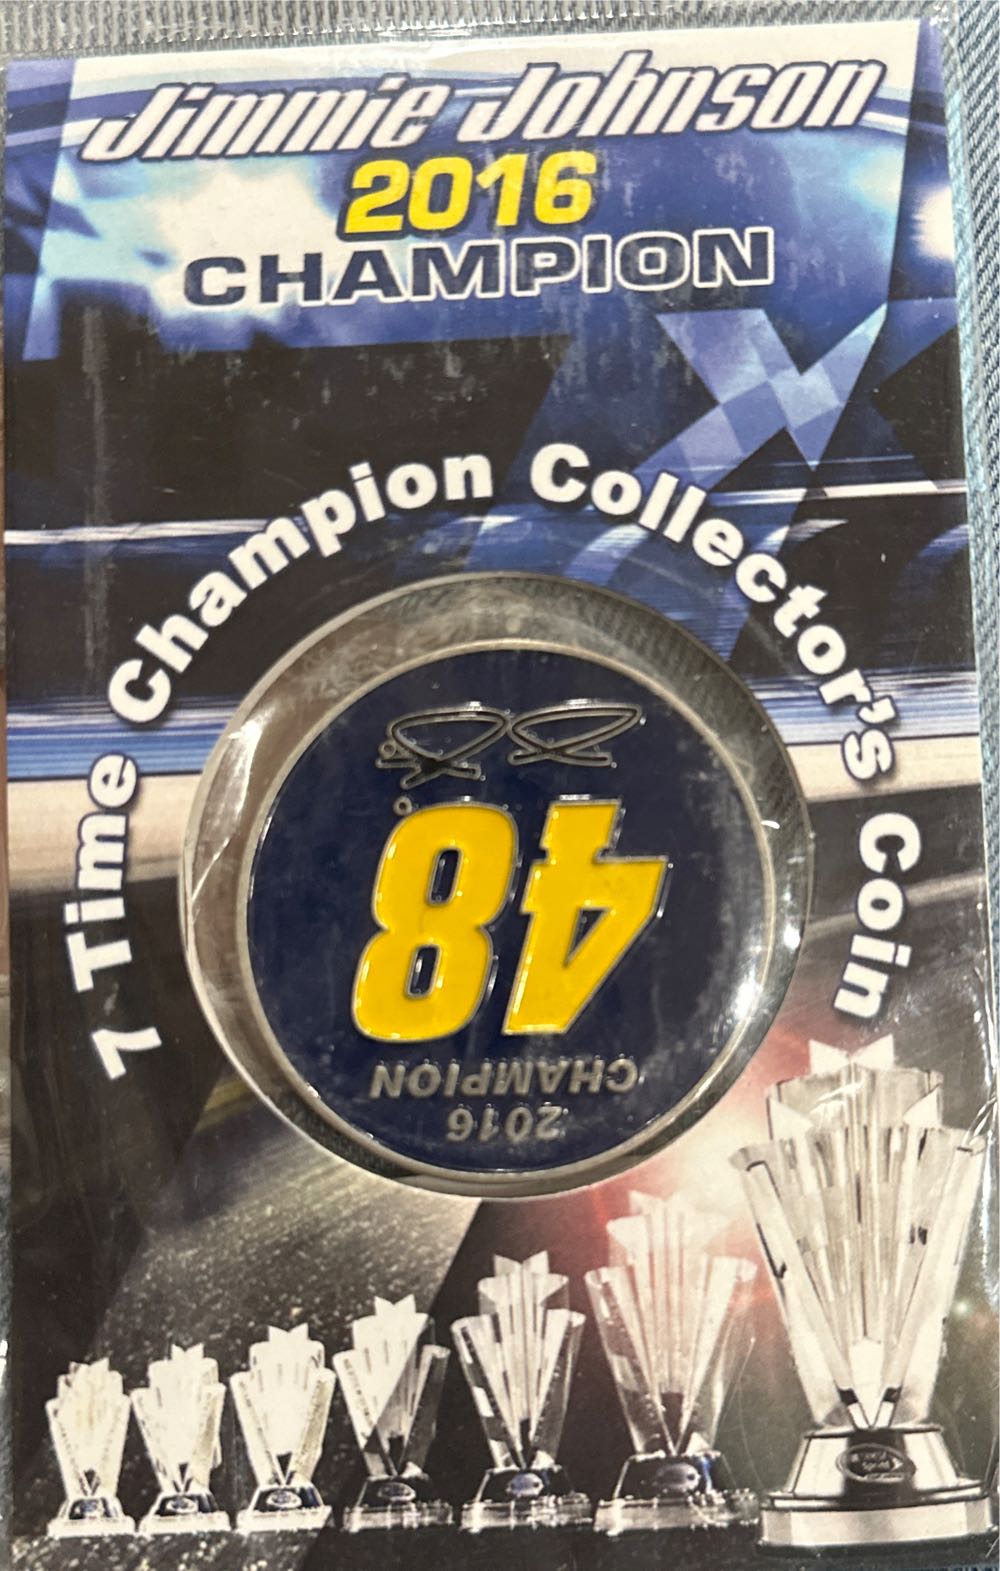 Jimmie Johnson
2016
CHAMPION
7 Time Champion Collector's Coin
2016
CHAMPION
48